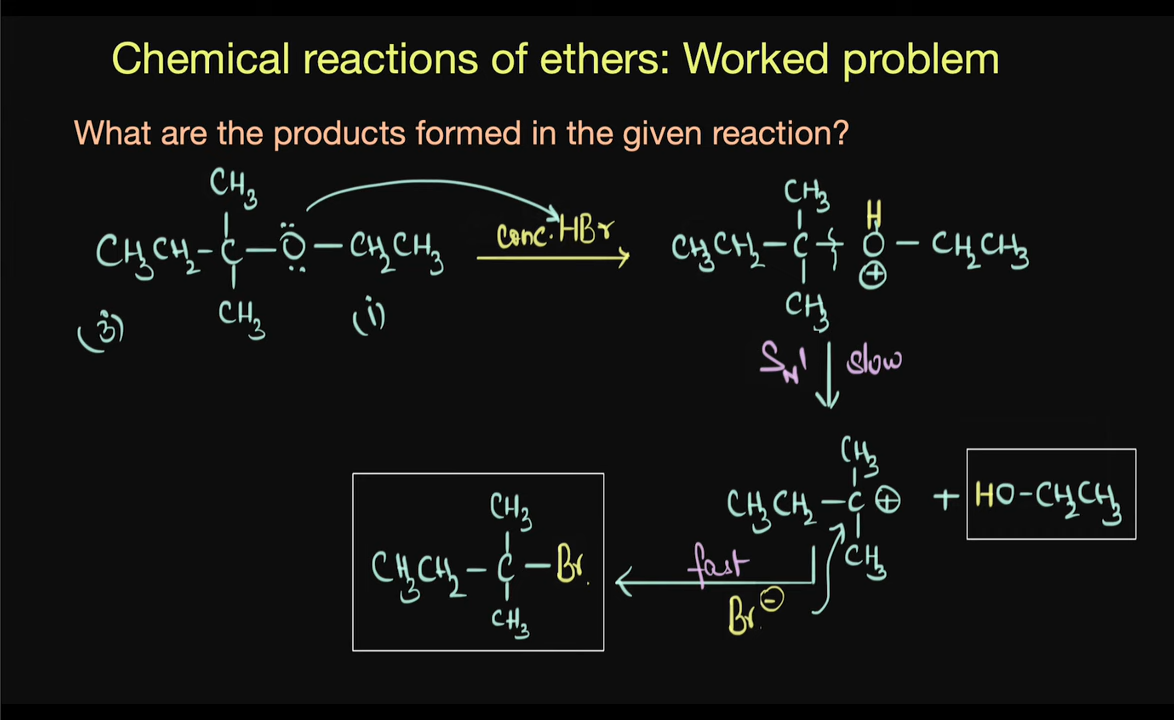 Chemical reactions of ethers: Worked problem
What are the products formed in the given reaction?
CH3
CH3CH2-C-Ö-CH2CH3
CH3
(3°) (1°)
Conc. HBr
CH3 H
CH3CH2-C-O-CH2CH3
⊕
CH3
SN1 slow
CH3
CH3CH2-C⊕ + HO-CH2CH3
CH3
fast
Br⊖
CH3
CH3CH2-C-Br.
CH3